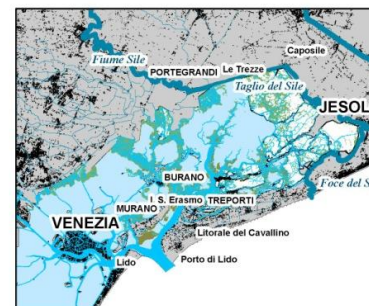 Caposile
Fiume Sile
Le Trezze
PORTEGRANDI
Taglio del Sile
JESOL
BURANO
Foce del S
I. S. Erasmo
TREPORTI
MURANO
VENEZIA
Litorale del Cavallino
Lido
Porto di Lido